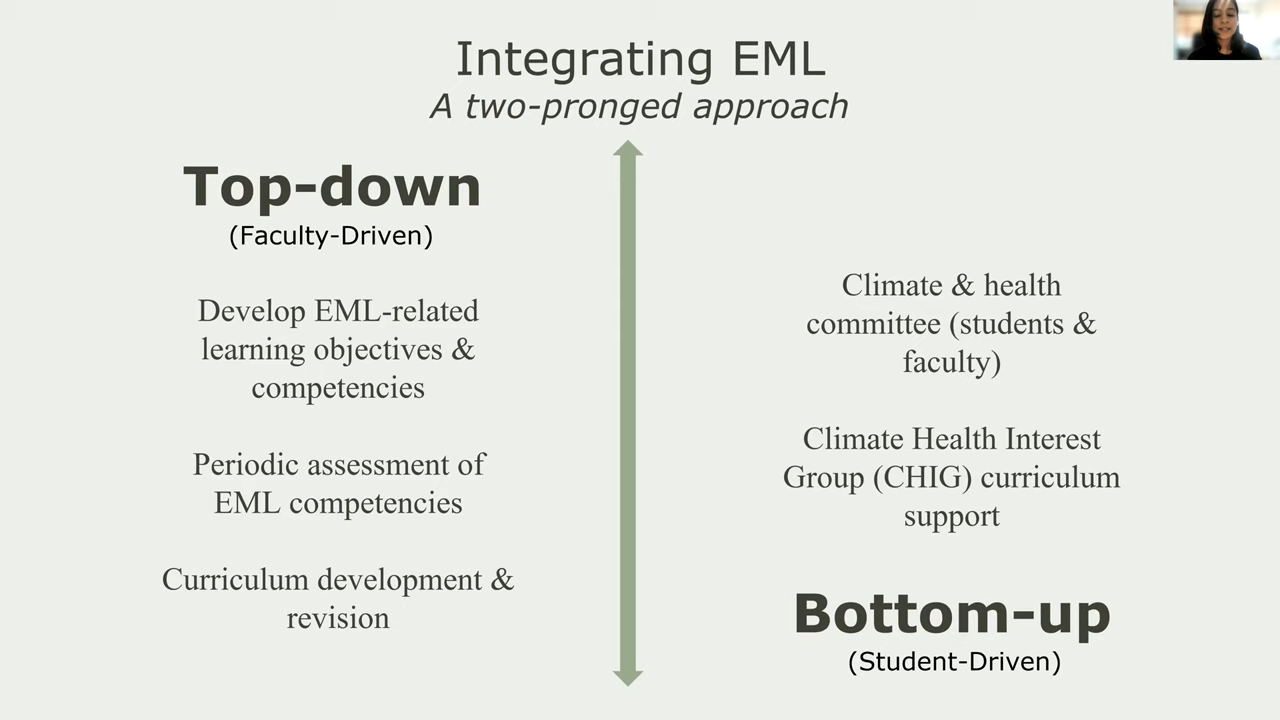 Integrating EML
A two-pronged approach
Top-down
(Faculty-Driven)
Develop EML-related
learning objectives &
competencies
Periodic assessment of
EML competencies
Curriculum development &
revision
Climate & health
committee (students &
faculty)
Climate Health Interest
Group (CHIG) curriculum
support
Bottom-up
(Student-Driven)